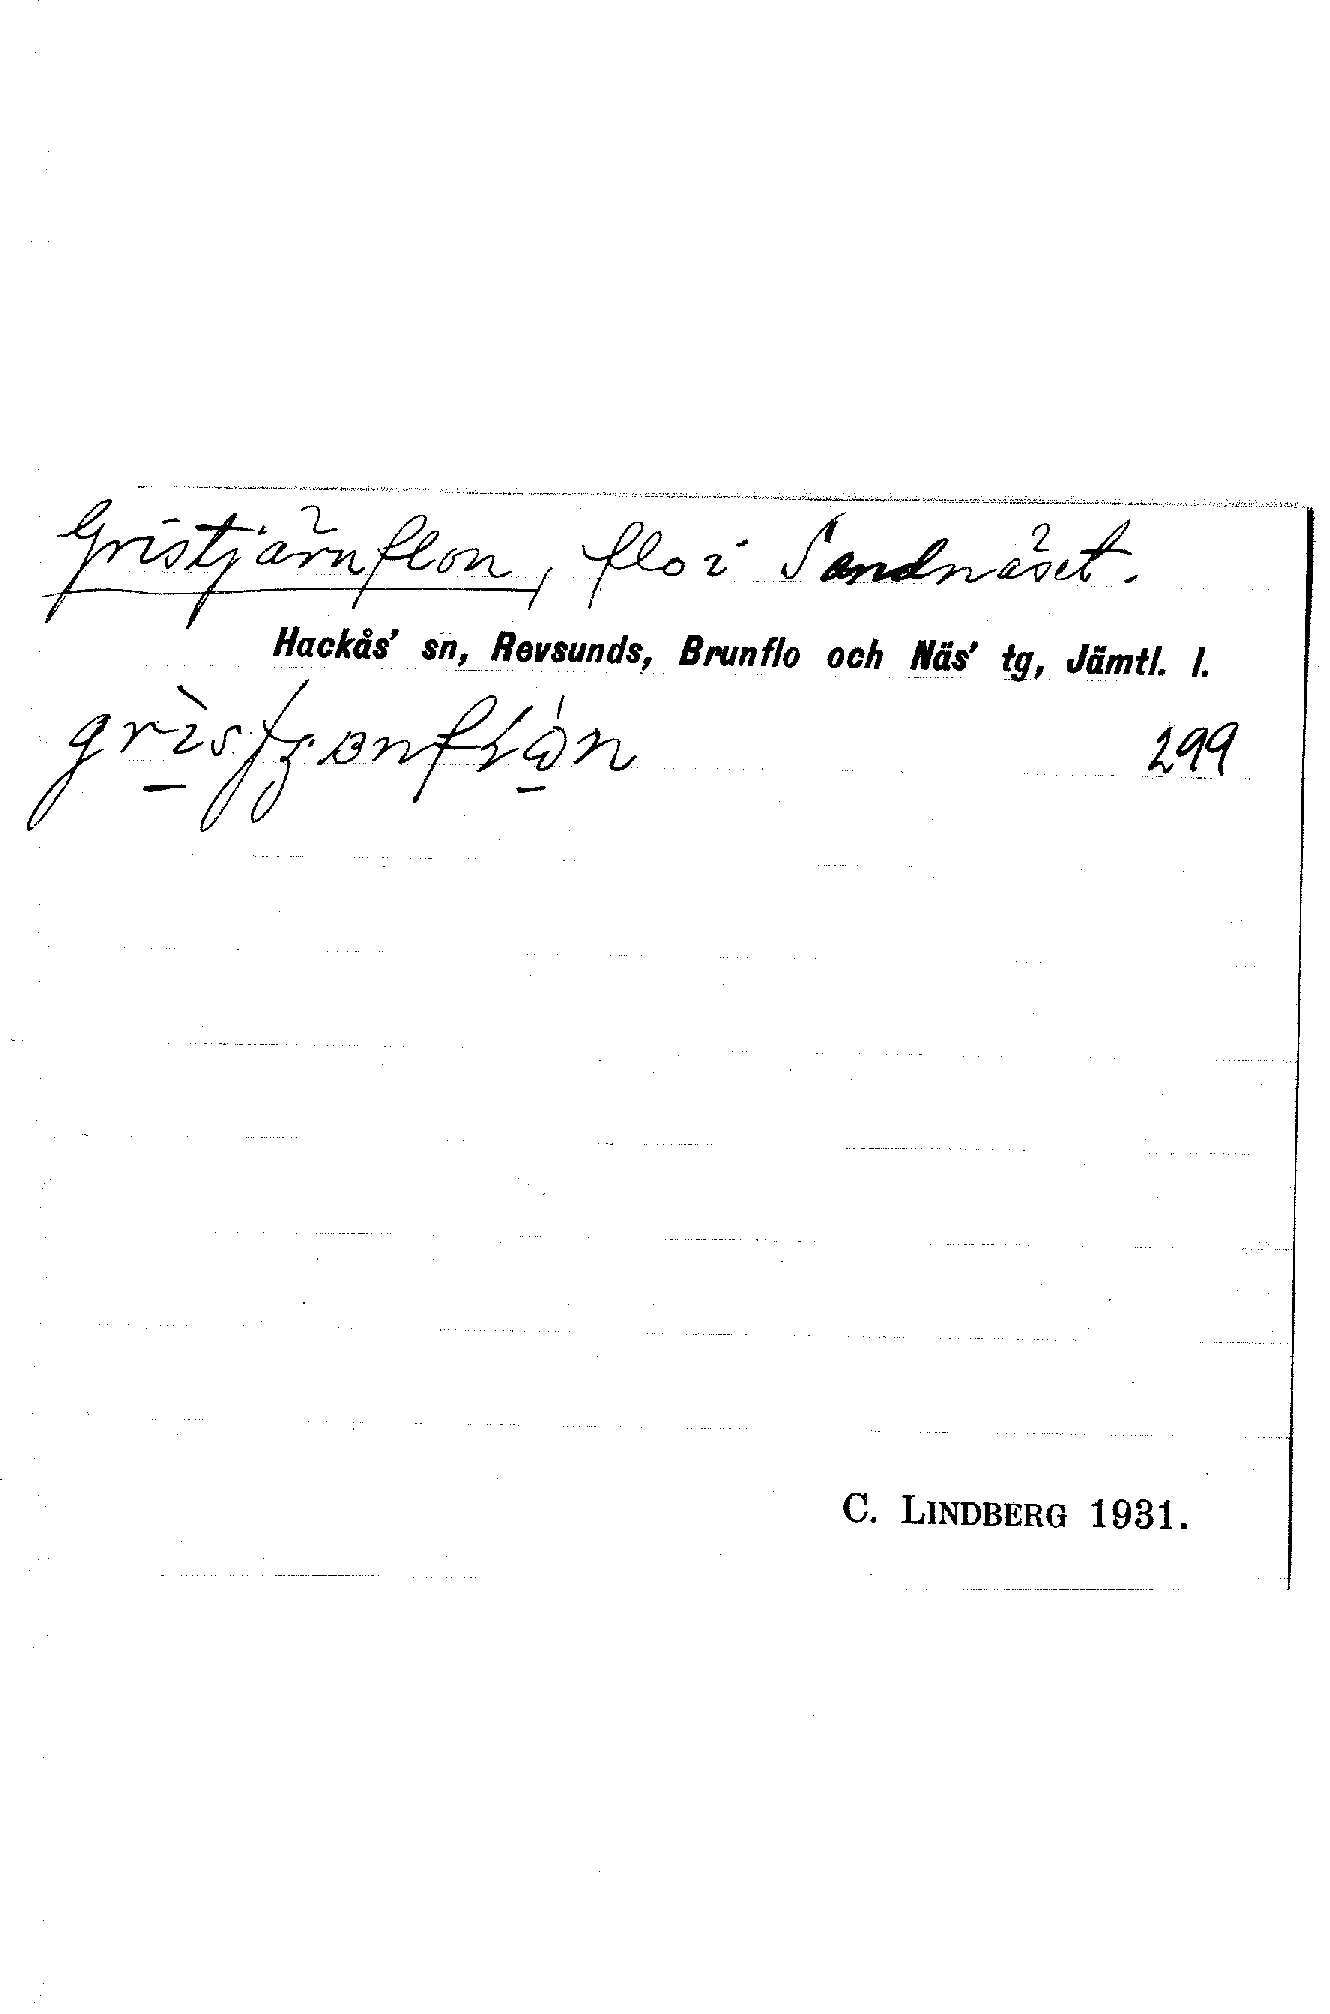 Gristjärnflon, flo i Sandnäset.
Hackås' sn, Revsunds, Brunflo och Näs' tg, Jämtl. l.
299
C. LINDBERG 1931.